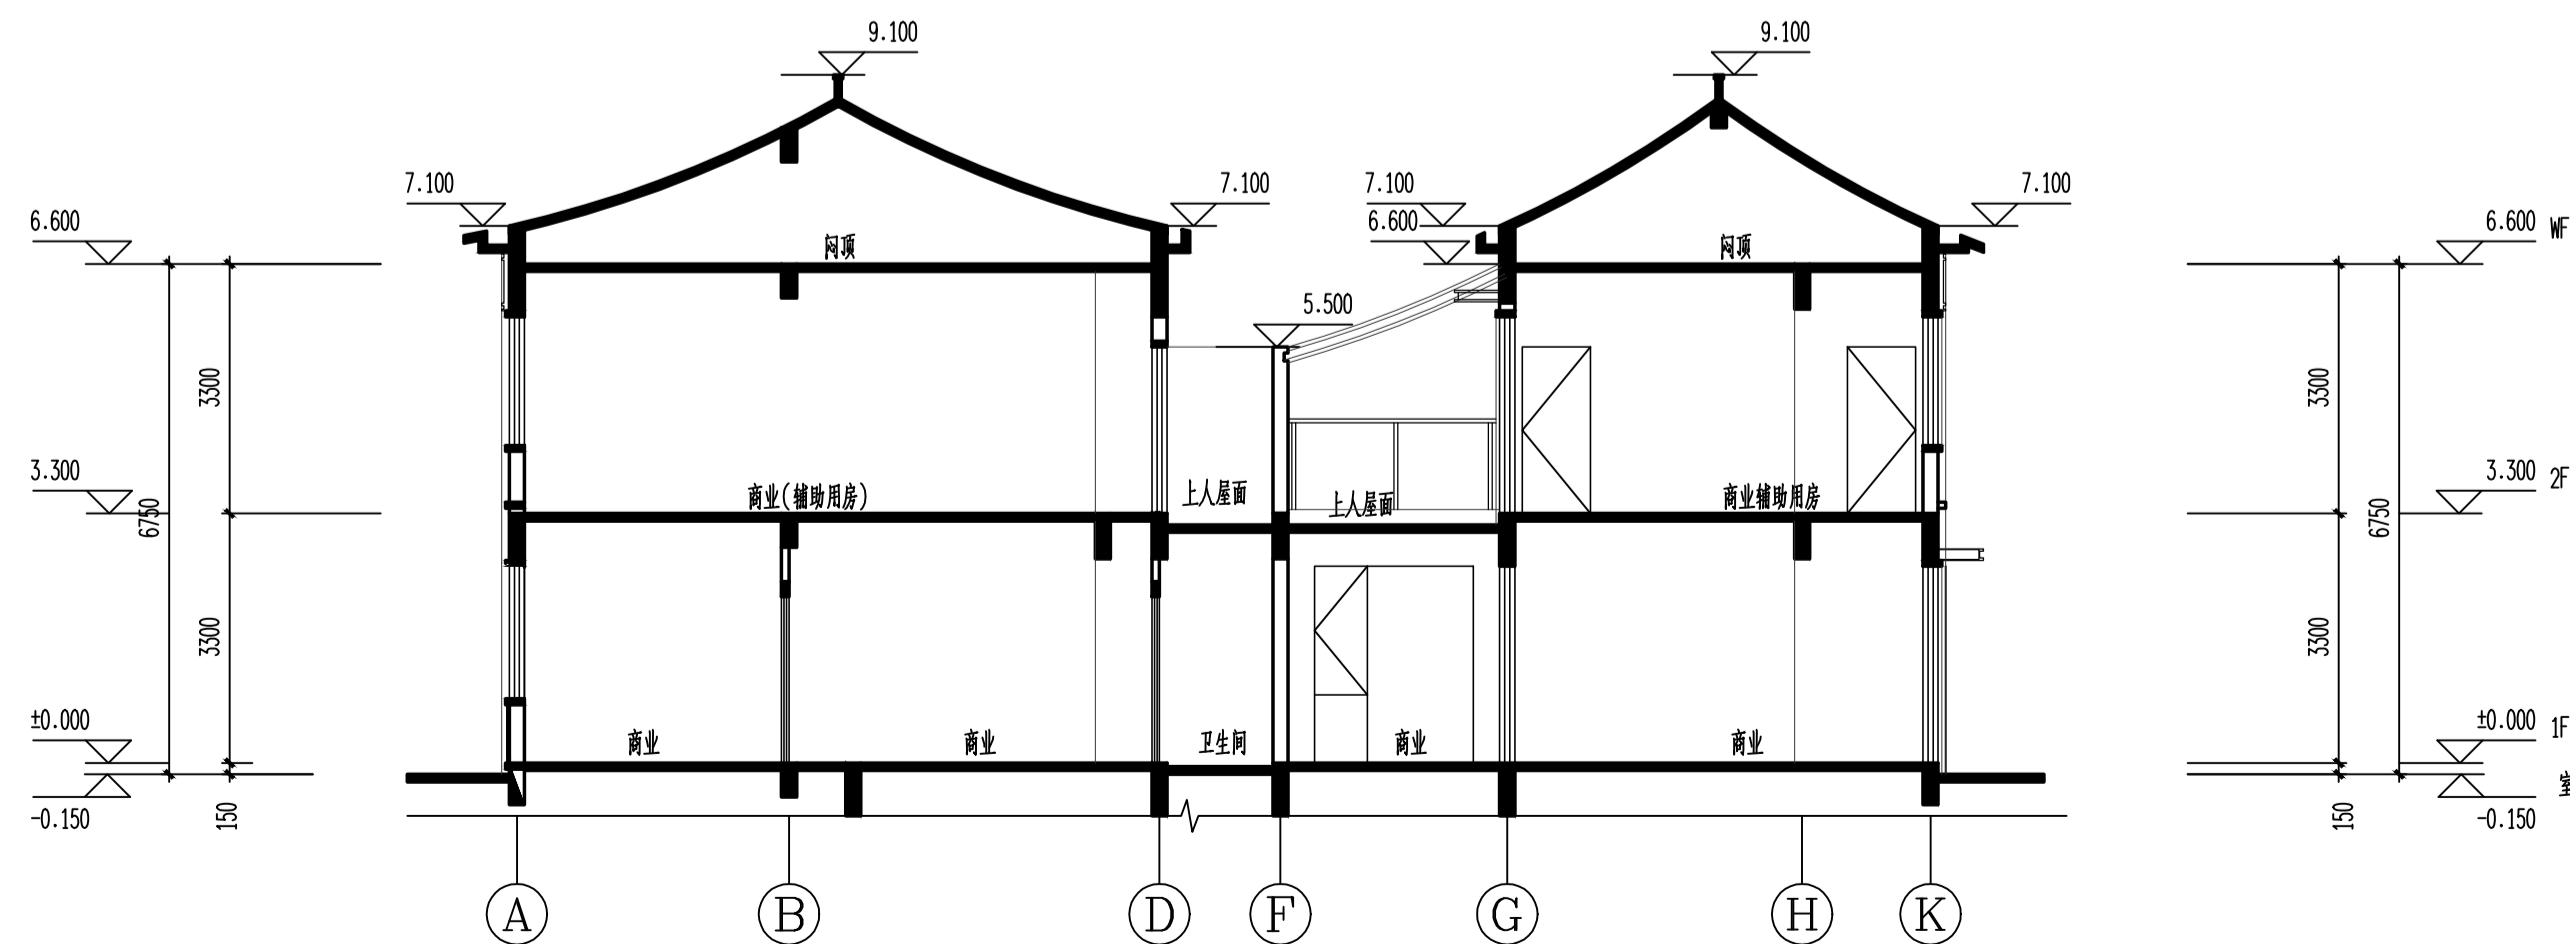 9.100
9.100
7.100
7.100
7.100
7.100
6.600
6.600
6.600 WF
闷顶
闷顶
5.500
3300
3300
3.300
3.300 2F
6750
6750
商业(辅助用房)
上人屋面
上人屋面
商业辅助用房
3300
3300
±0.000
±0.000 1F
商业
商业
卫生间
商业
商业
-0.150
150
150
-0.150
室
A
B
D
F
G
H
K